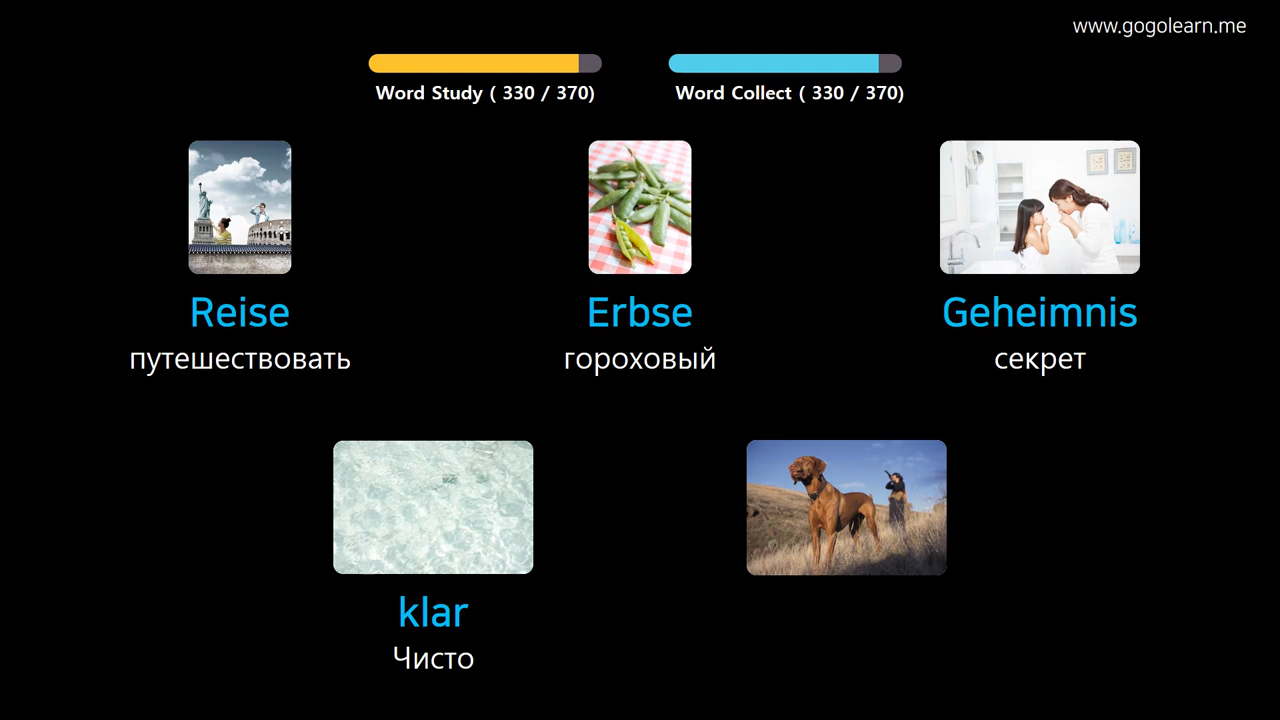 www.gogolearn.me
Word Study ( 330 / 370)
Word Collect ( 330 / 370)
Reise
путешествовать
Erbse
гороховый
Geheimnis
секрет
klar
Чисто